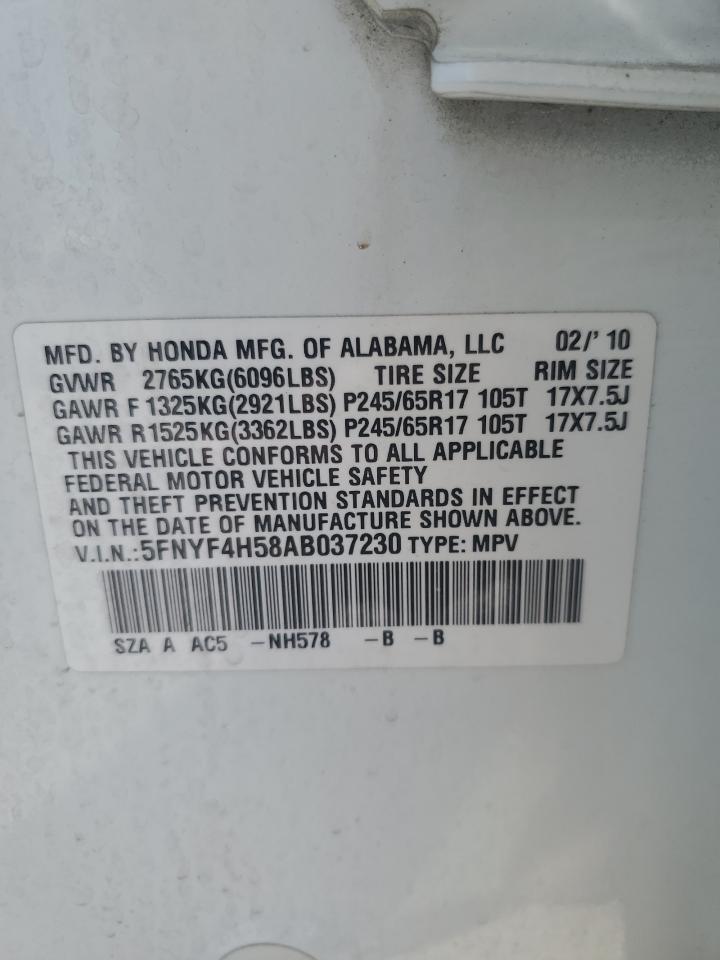 MFD. BY HONDA MFG. OF ALABAMA, LLC 02/'10
GVWR 2765KG(6096LBS) TIRE SIZE RIM SIZE
GAWR F 1325KG(2921LBS) P245/65R17 105T 17X7.5J
GAWR R1525KG(3362LBS) P245/65R17 105T 17X7.5J
THIS VEHICLE CONFORMS TO ALL APPLICABLE
FEDERAL MOTOR VEHICLE SAFETY
AND THEFT PREVENTION STANDARDS IN EFFECT
ON THE DATE OF MANUFACTURE SHOWN ABOVE.
V.I.N.:5FNYF4H58AB037230 TYPE: MPV
SZA A AC5 -NH578 -B -B